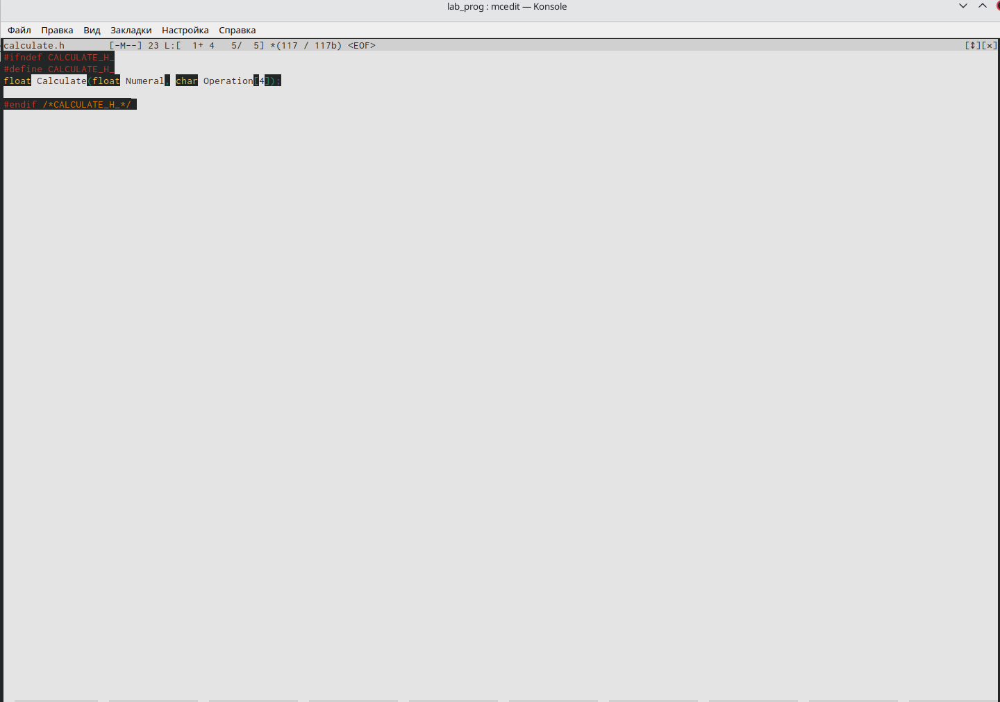 lab_prog : mcedit — Konsole
Файл Правка Вид Закладки Настройка Справка
calculate.h [-M--] 23 L:[ 1+ 4 5/ 5] *(117 / 117b) <EOF> [↕][×]
#ifndef CALCULATE_H_
#define CALCULATE_H_
float Calculate(float Numeral, char Operation[4]);
#endif /*CALCULATE_H_*/